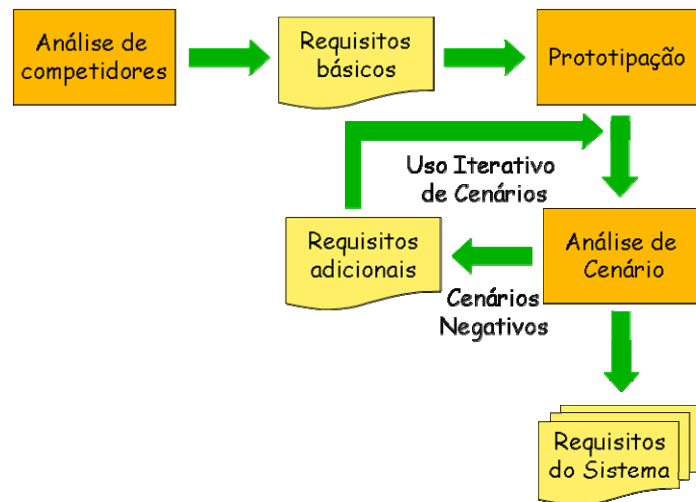 Análise de
competidores
Requisitos
básicos
Prototipação
Uso Iterativo
de Cenários
Requisitos
adicionais
Análise de
Cenário
Cenários
Negativos
Requisitos
do Sistema